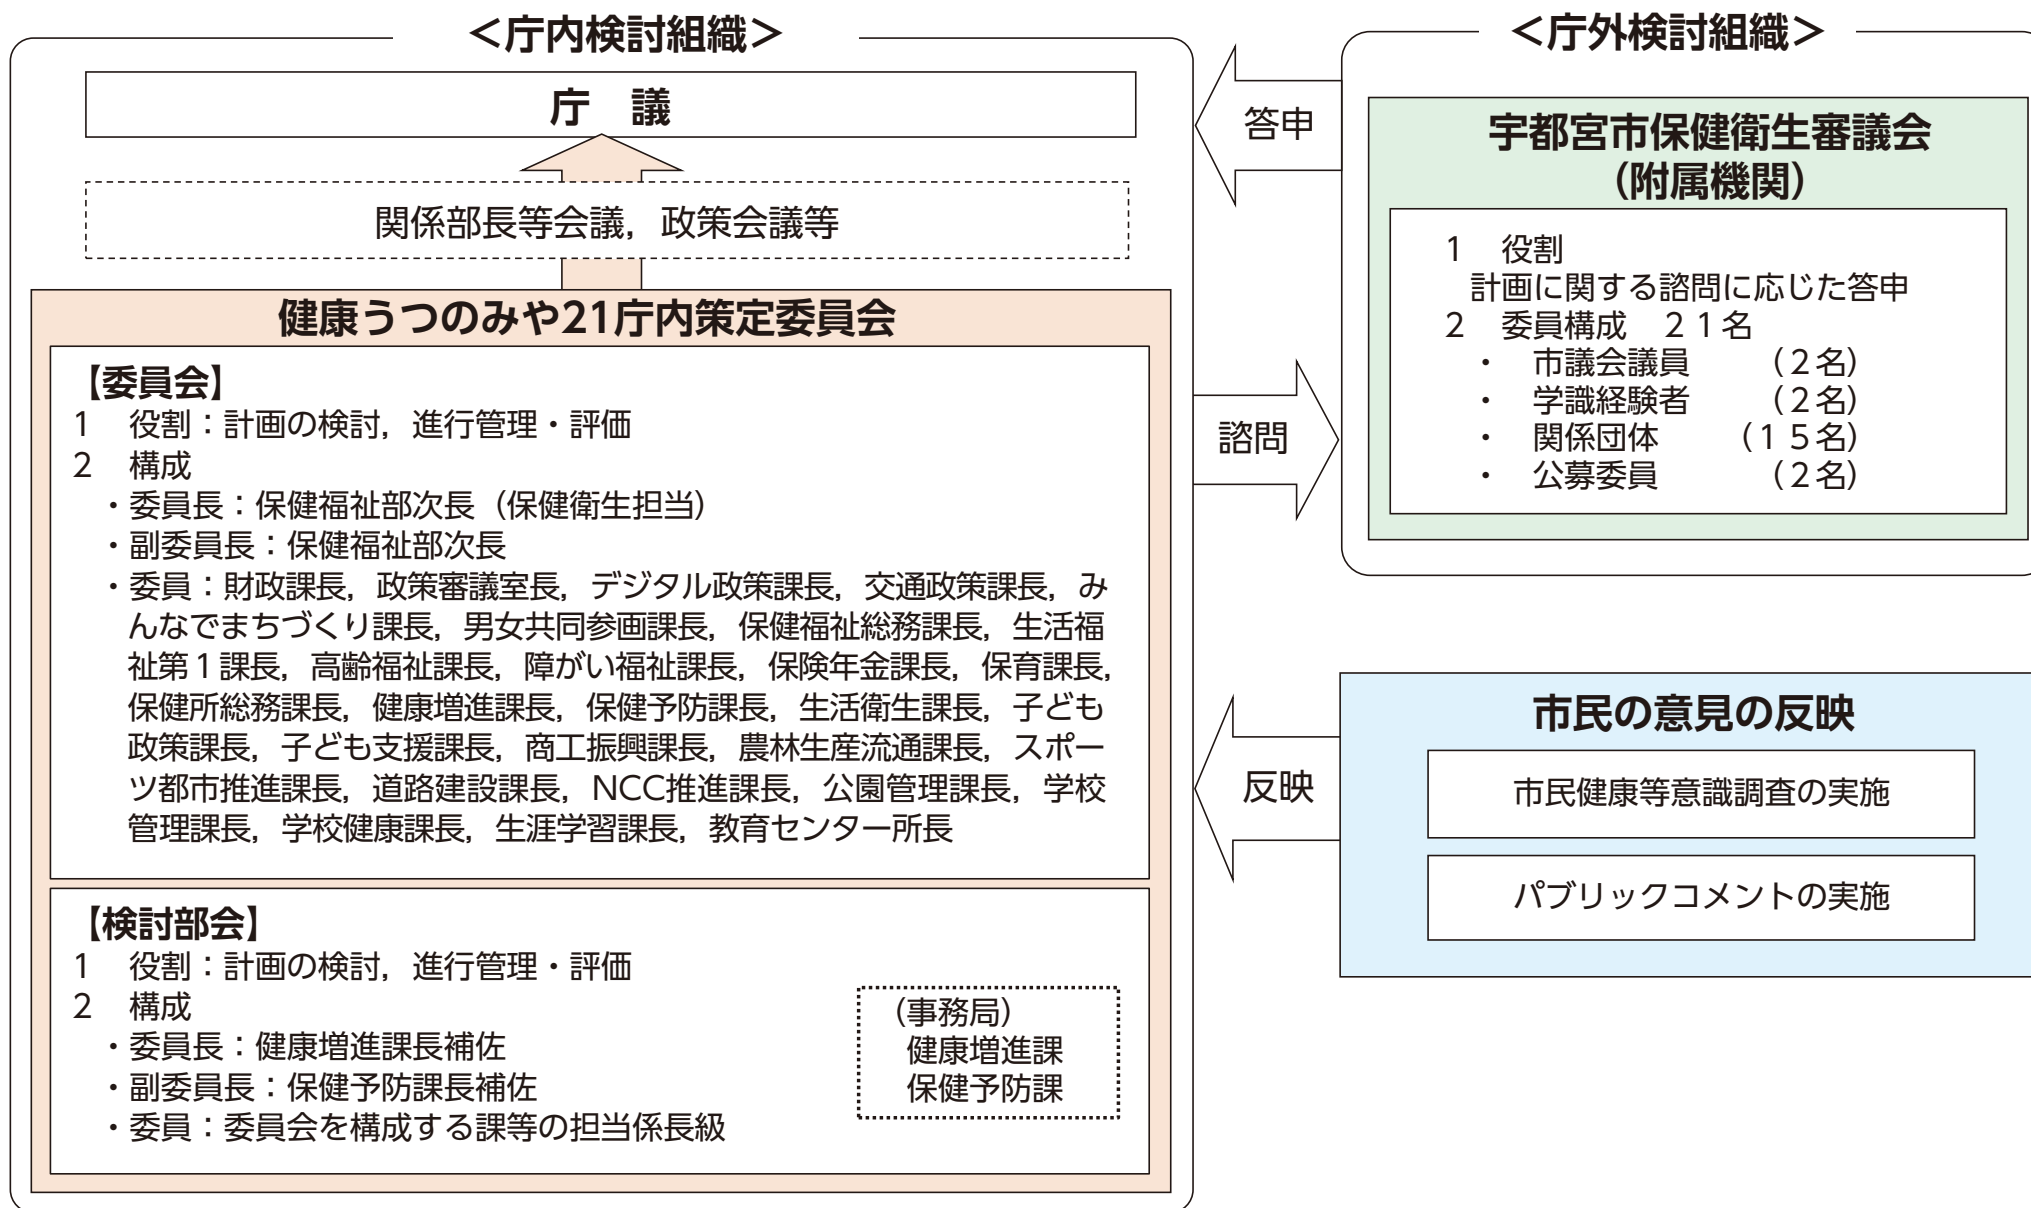 ＜庁内検討組織＞
庁　議
関係部長等会議，政策会議等
健康うつのみや21庁内策定委員会
【委員会】
1　役割：計画の検討，進行管理・評価
2　構成
・委員長：保健福祉部次長（保健衛生担当）
・副委員長：保健福祉部次長
・委員：財政課長，政策審議室長，デジタル政策課長，交通政策課長，み
んなでまちづくり課長，男女共同参画課長，保健福祉総務課長，生活福
祉第１課長，高齢福祉課長，障がい福祉課長，保険年金課長，保育課長，
保健所総務課長，健康増進課長，保健予防課長，生活衛生課長，子ども
政策課長，子ども支援課長，商工振興課長，農林生産流通課長，スポー
ツ都市推進課長，道路建設課長，NCC推進課長，公園管理課長，学校
管理課長，学校健康課長，生涯学習課長，教育センター所長
【検討部会】
1　役割：計画の検討，進行管理・評価
2　構成
・委員長：健康増進課長補佐
・副委員長：保健予防課長補佐
・委員：委員会を構成する課等の担当係長級
（事務局）
健康増進課
保健予防課
答申
諮問
反映
＜庁外検討組織＞
宇都宮市保健衛生審議会
（附属機関）
1　役割
計画に関する諮問に応じた答申
2　委員構成　２１名
・　市議会議員　（２名）
・　学識経験者　（２名）
・　関係団体　（１５名）
・　公募委員　（２名）
市民の意見の反映
市民健康等意識調査の実施
パブリックコメントの実施